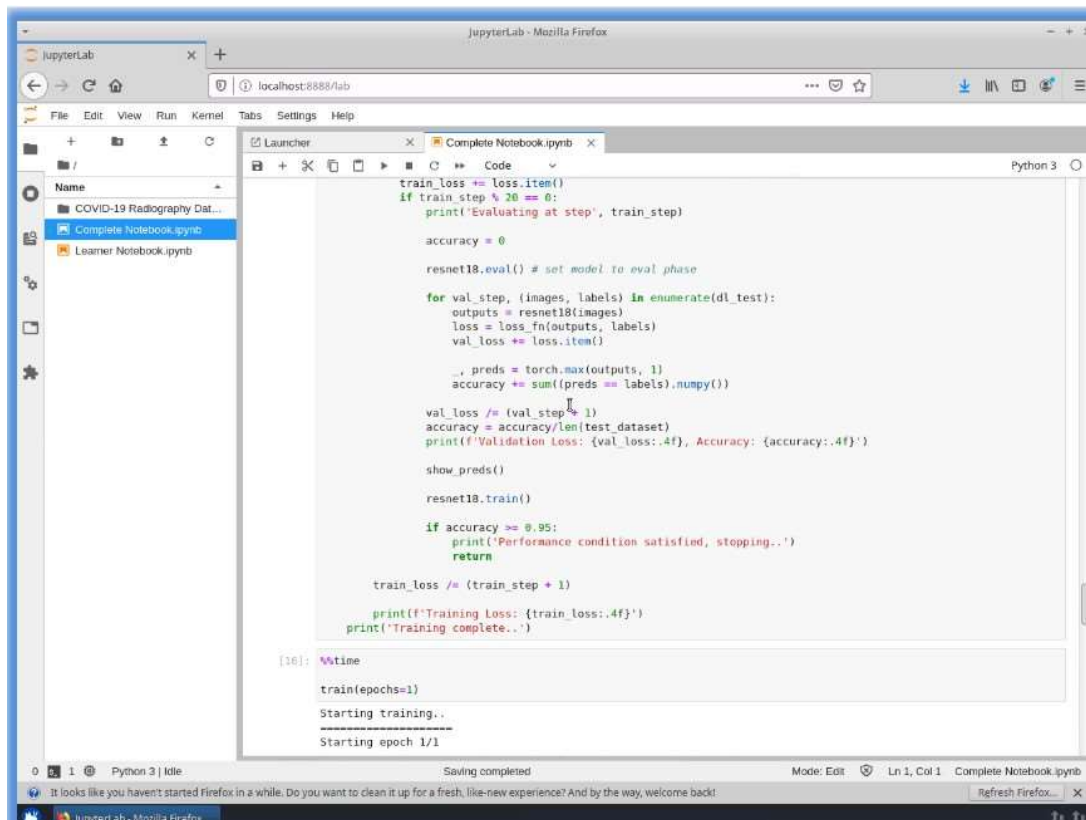 JupyterLab - Mozilla Firefox
JupyterLab
localhost:8888/lab
File Edit View Run Kernel Tabs Settings Help
Launcher
Complete Notebook.ipynb
/
Code
Python 3
Name
COVID-19 Radiography Dat...
Complete Notebook.ipynb
Learner Notebook.ipynb
train_loss += loss.item()
if train_step % 20 == 0:
print('Evaluating at step', train_step)
accuracy = 0
resnet18.eval() # set model to eval phase
for val_step, (images, labels) in enumerate(dl_test):
outputs = resnet18(images)
loss = loss_fn(outputs, labels)
val_loss += loss.item()
_, preds = torch.max(outputs, 1)
accuracy += sum((preds == labels).numpy())
val_loss /= (val_step + 1)
accuracy = accuracy/len(test_dataset)
print(f'Validation Loss: {val_loss:.4f}, Accuracy: {accuracy:.4f}')
show_preds()
resnet18.train()
if accuracy >= 0.95:
print('Performance condition satisfied, stopping..')
return
train_loss /= (train_step + 1)
print(f'Training Loss: {train_loss:.4f}')
print('Training complete..')
[16]: %%time
train(epochs=1)
Starting training..
====================
Starting epoch 1/1
0 1 Python 3 | Idle Saving completed Mode: Edit Ln 1, Col 1 Complete Notebook.ipynb
It looks like you haven't started Firefox in a while. Do you want to clean it up for a fresh, like-new experience? And by the way, welcome back! Refresh Firefox...
JupyterLab - Mozilla Firefox